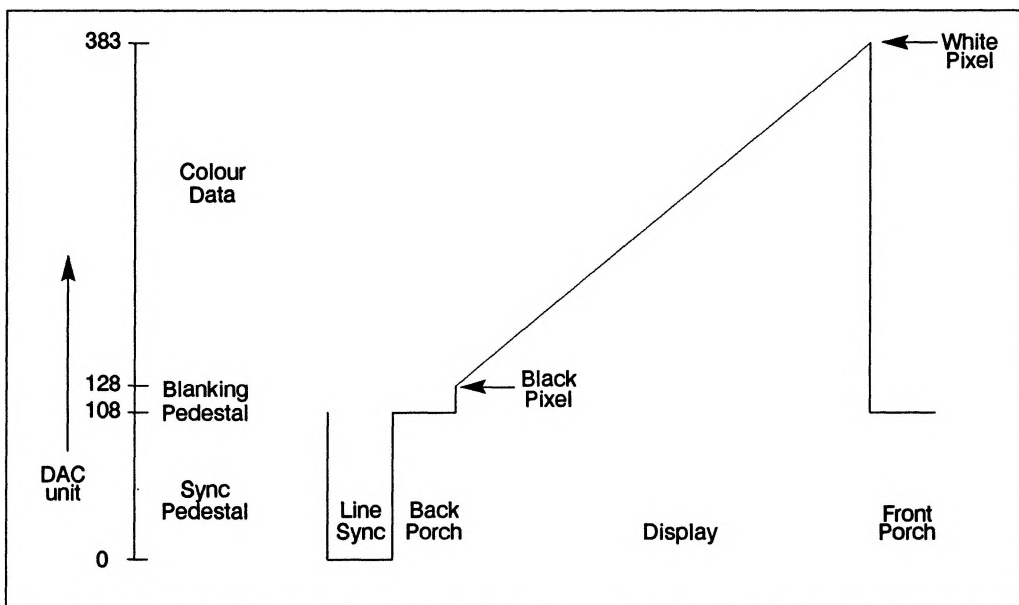 383
White
Pixel
Colour
Data
128
Blanking
Black
Pixel
108
Pedestal
DAC
unit
Sync
Pedestal
Line
Sync
Back
Porch
Display
Front
Porch
0